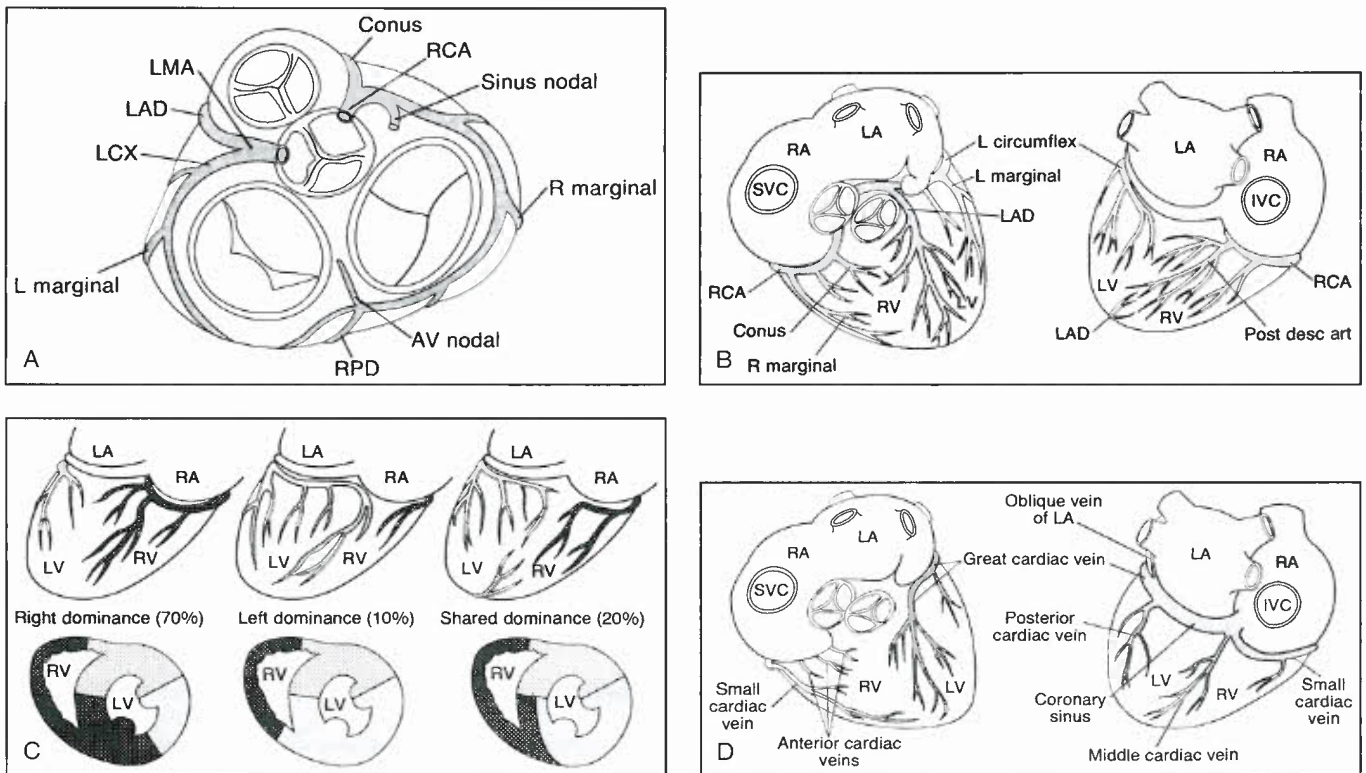 Conus
RCA
LMA
Sinus nodal
LAD
LCX
R marginal
L marginal
AV nodal
RPD
A
LA
RA
L circumflex
L marginal
SVC
LAD
RCA
RV
Conus
R marginal
B
LA
RA
IVC
LV
RCA
RV
LAD
Post desc art
LA
RA
LV
RV
LA
RA
LV
RV
LA
RA
LV
RV
Right dominance (70%)
Left dominance (10%)
Shared dominance (20%)
RV
LV
RV
LV
RV
LV
C
Oblique vein
of LA
LA
RA
Great cardiac vein
SVC
Posterior
cardiac vein
RV
LV
Small
cardiac
vein
Coronary
sinus
Anterior cardiac
veins
D
LA
RA
IVC
LV
RV
Small
cardiac
vein
Middle cardiac vein